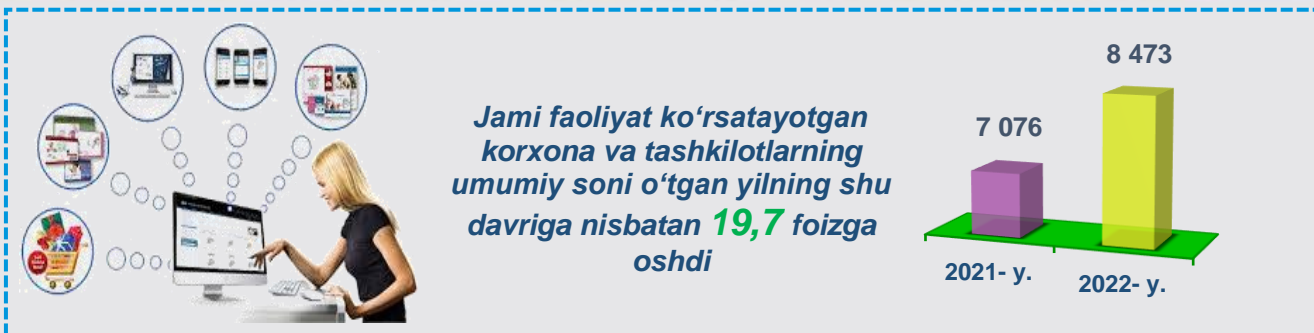 Jami faoliyat ko‘rsatayotgan
korxona va tashkilotlarning
umumiy soni o‘tgan yilning shu
davriga nisbatan 19,7 foizga
oshdi
8 473
7 076
2021- y.
2022- y.